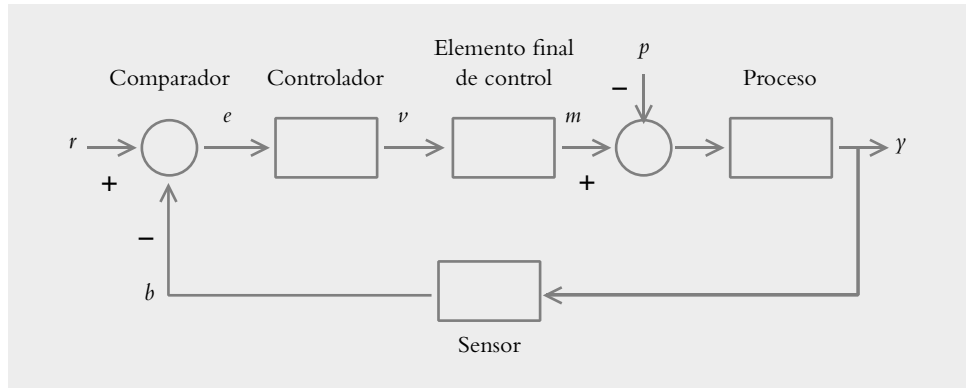 Elemento final
de control
p
Comparador
Controlador
Proceso
−
r
e
v
m
y
+
+
−
b
Sensor